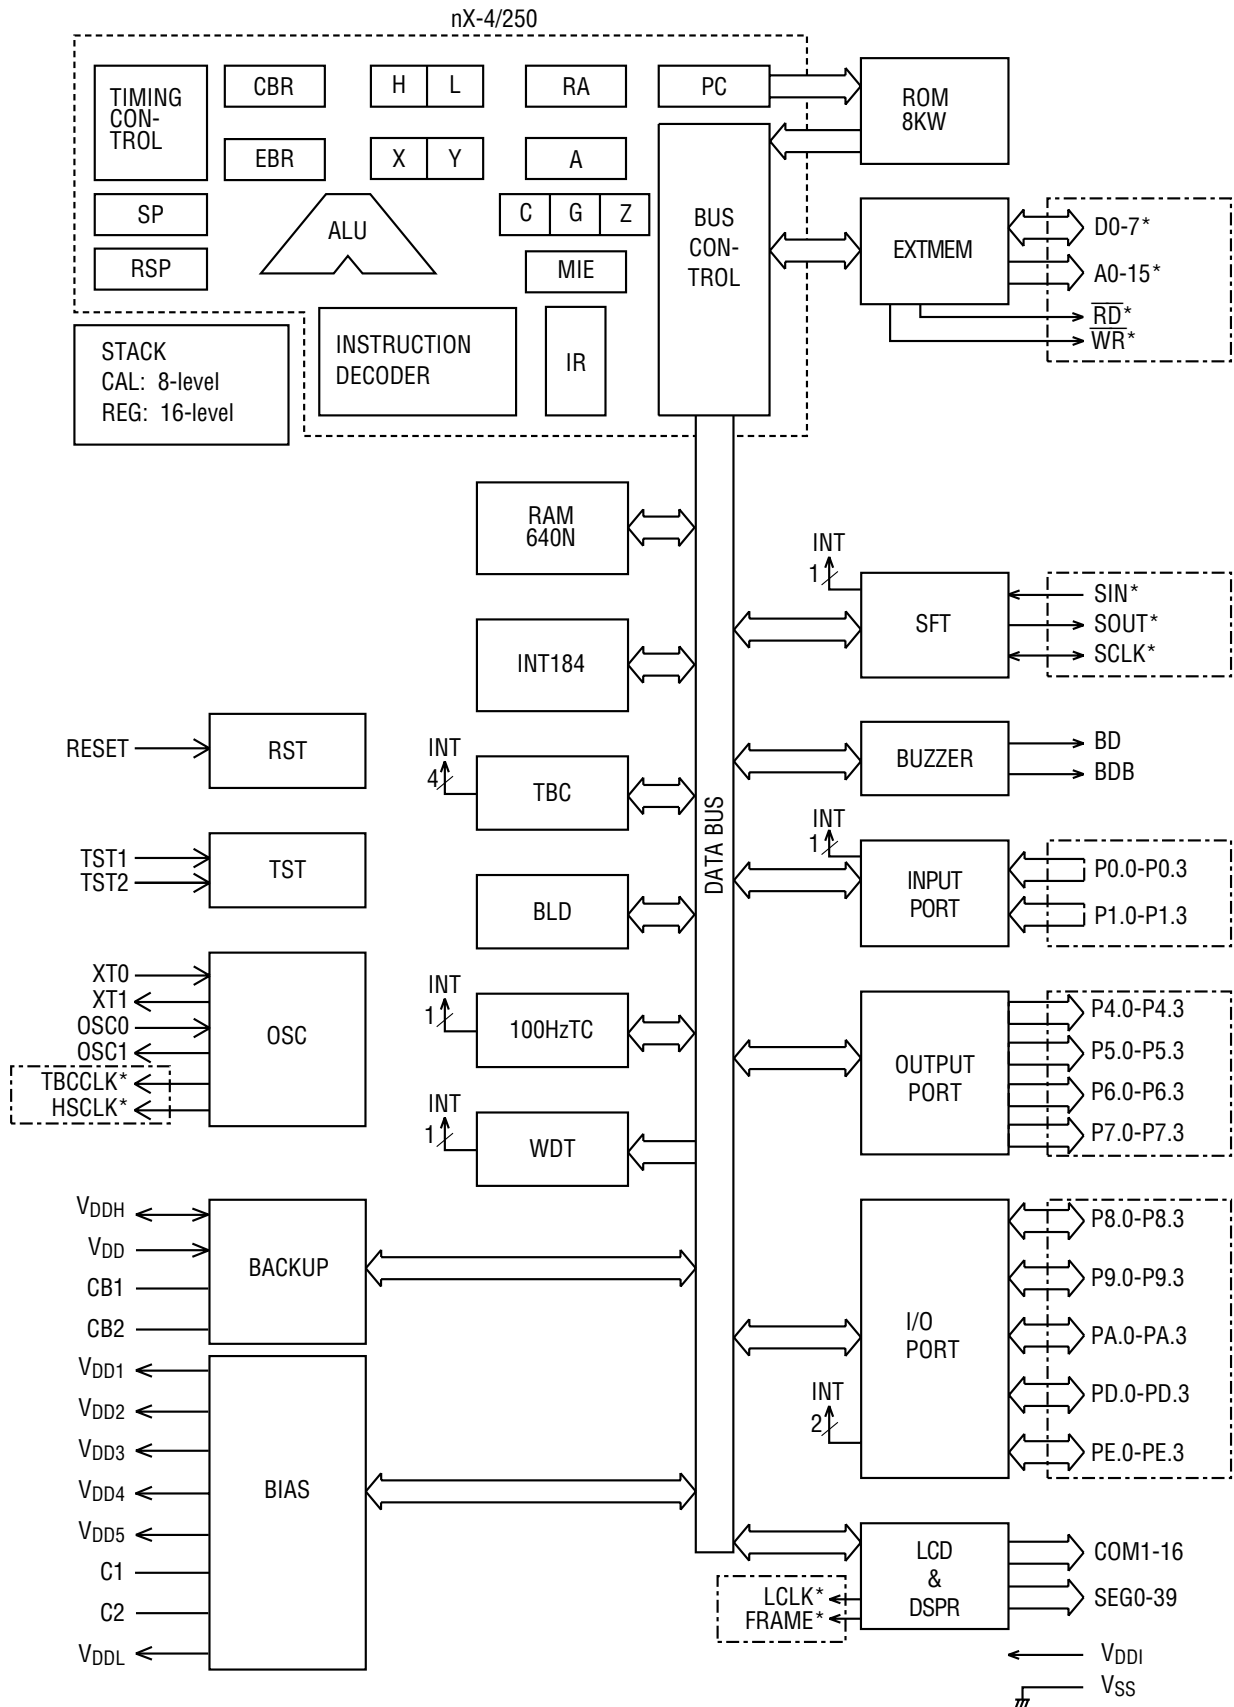 nX-4/250
TIMING
CON-
TROL
CBR
H
L
RA
PC
ROM
8KW
EBR
X
Y
A
SP
ALU
C
G
Z
BUS
CON-
TROL
EXTMEM
D0-7*
A0-15*
RD*
WR*
RSP
MIE
STACK
CAL: 8-level
REG: 16-level
INSTRUCTION
DECODER
IR
RAM
640N
INT
1
SFT
SIN*
SOUT*
SCLK*
INT184
RESET
RST
INT
4
TBC
BUZZER
BD
BDB
DATA BUS
TST1
TST2
TST
BLD
INT
1
INPUT
PORT
P0.0-P0.3
P1.0-P1.3
XT0
XT1
OSC0
OSC1
TBCCLK*
HSCLK*
OSC
INT
1
100HzTC
INT
1
WDT
OUTPUT
PORT
P4.0-P4.3
P5.0-P5.3
P6.0-P6.3
P7.0-P7.3
VDDH
VDD
CB1
CB2
BACKUP
I/O
PORT
INT
2
P8.0-P8.3
P9.0-P9.3
PA.0-PA.3
PD.0-PD.3
PE.0-PE.3
VDD1
VDD2
VDD3
VDD4
VDD5
C1
C2
VDDL
BIAS
LCD
&
DSPR
LCLK*
FRAME*
COM1-16
SEG0-39
VDDI
VSS